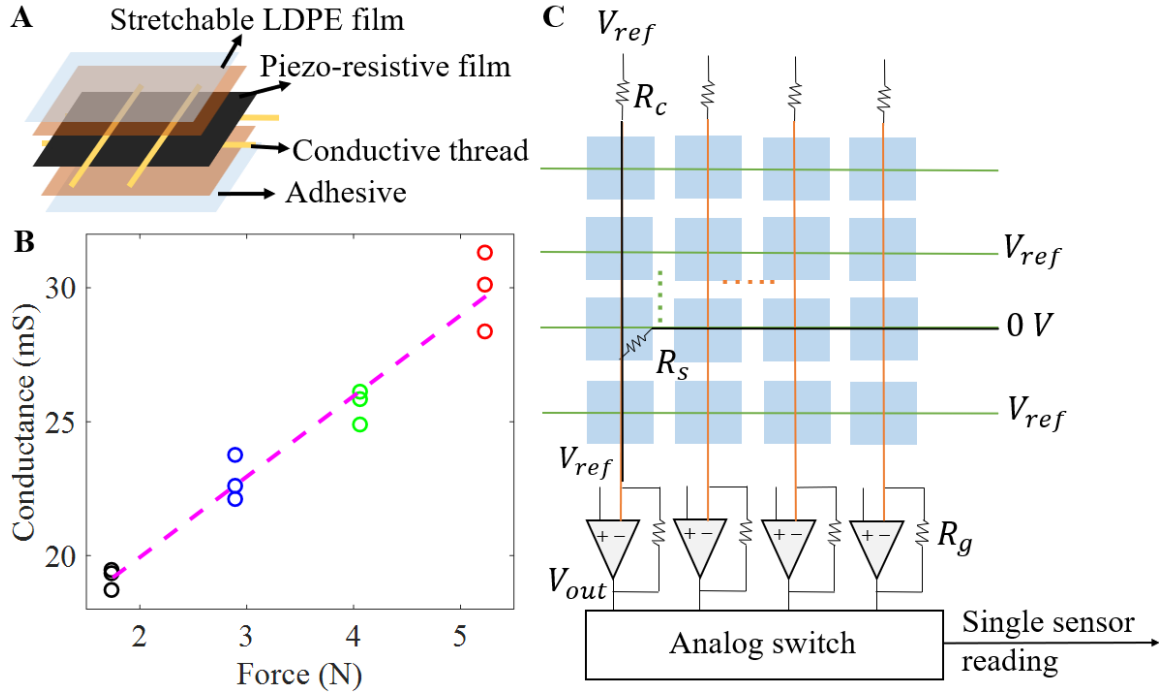 A
Stretchable LDPE film
Piezo-resistive film
Conductive thread
Adhesive
B
Conductance (mS)
30
25
20
2
3
4
5
Force (N)
C
V_ref
R_c
V_ref
0 V
R_s
V_ref
V_ref
+ −
+ −
+ −
+ −
R_g
V_out
Analog switch
Single sensor
reading